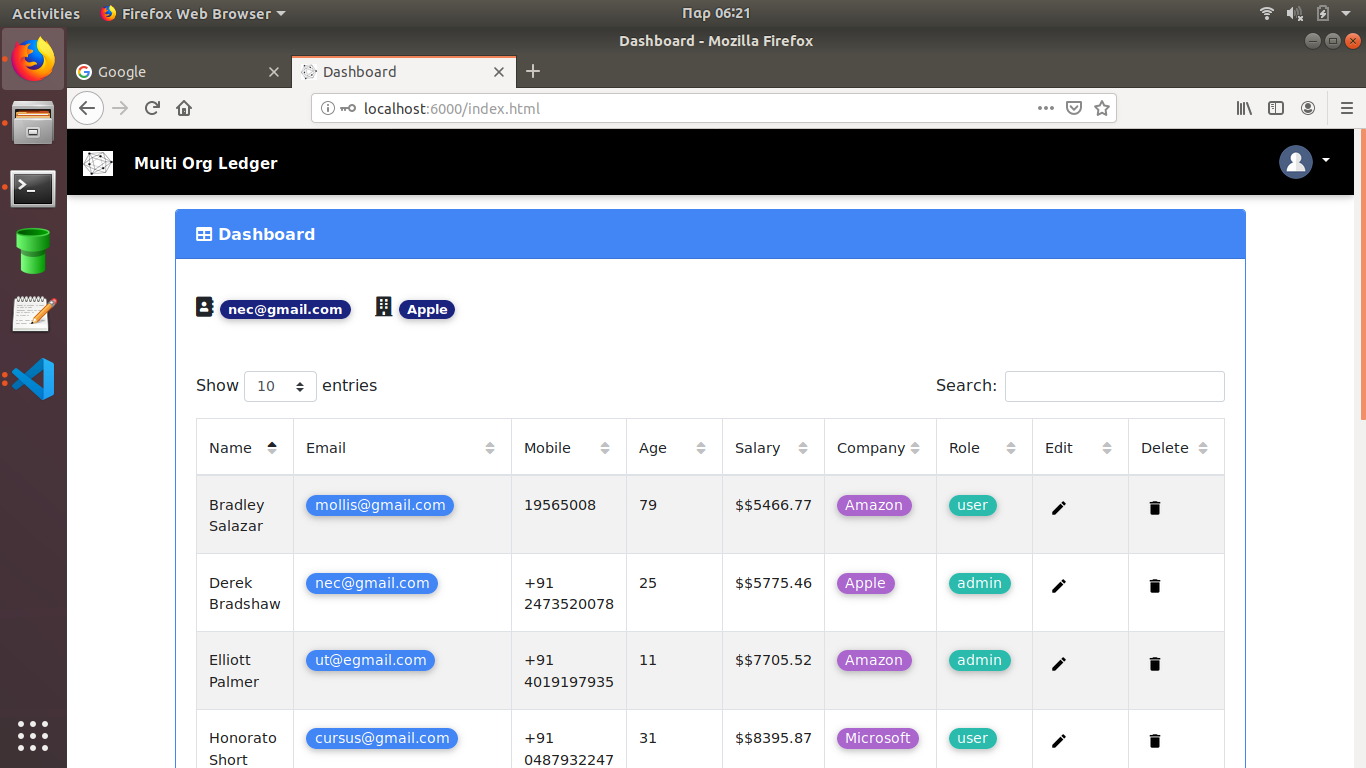 Activities
Firefox Web Browser
Παρ 06:21
Dashboard - Mozilla Firefox
Google
Dashboard
localhost:6000/index.html
Multi Org Ledger
Dashboard
nec@gmail.com Apple
Show 10 entries
Search:
Name Email Mobile Age Salary Company Role Edit Delete
Bradley mollis@gmail.com 19565008 79 $$5466.77 Amazon user
Salazar
Derek nec@gmail.com +91 25 $$5775.46 Apple admin
Bradshaw 2473520078
Elliott ut@egmail.com +91 11 $$7705.52 Amazon admin
Palmer 4019197935
Honorato cursus@gmail.com +91 31 $$8395.87 Microsoft user
Short 0487932247